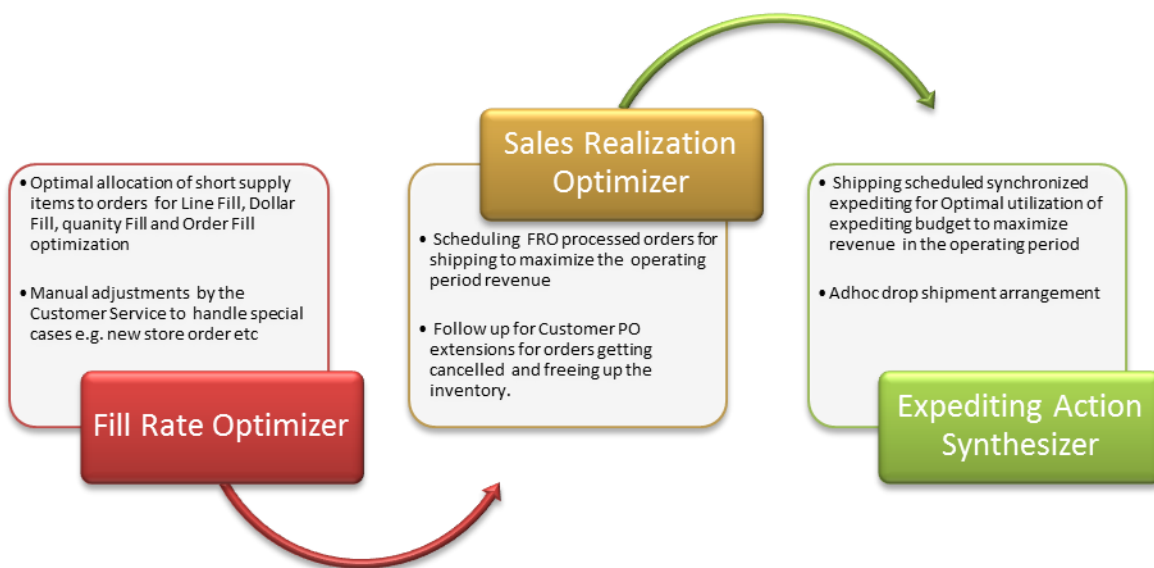 • Optimal allocation of short supply
items to orders for Line Fill, Dollar
Fill, quanity Fill and Order Fill
optimization
• Manual adjustments by the
Customer Service to handle special
cases e.g. new store order etc
Fill Rate Optimizer
Sales Realization
Optimizer
• Scheduling FRO processed orders for
shipping to maximize the operating
period revenue
• Follow up for Customer PO
extensions for orders getting
cancelled and freeing up the
inventory.
• Shipping scheduled synchronized
expediting for Optimal utilization of
expediting budget to maximize
revenue in the operating period
• Adhoc drop shipment arrangement
Expediting Action
Synthesizer